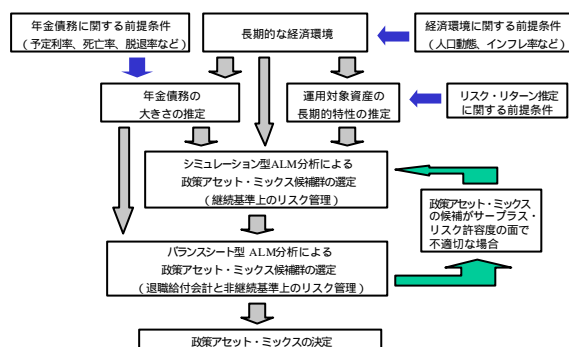 年金債務に関する前提条件
(予定利率、死亡率、脱退率など)
長期的な経済環境
経済環境に関する前提条件
(人口動態、インフレ率など)
年金債務の
大きさの推定
運用対象資産の
長期的特性の推定
リスク・リターン推定
に関する前提条件
シミュレーション型ALM分析による
政策アセット・ミックス候補群の選定
(継続基準上のリスク管理)
政策アセット・ミックス
の候補がサープラス・
リスク許容度の面で
不適切な場合
バランスシート型 ALM分析による
政策アセット・ミックス候補群の選定
(退職給付会計と非継続基準上のリスク管理)
政策アセット・ミックスの決定